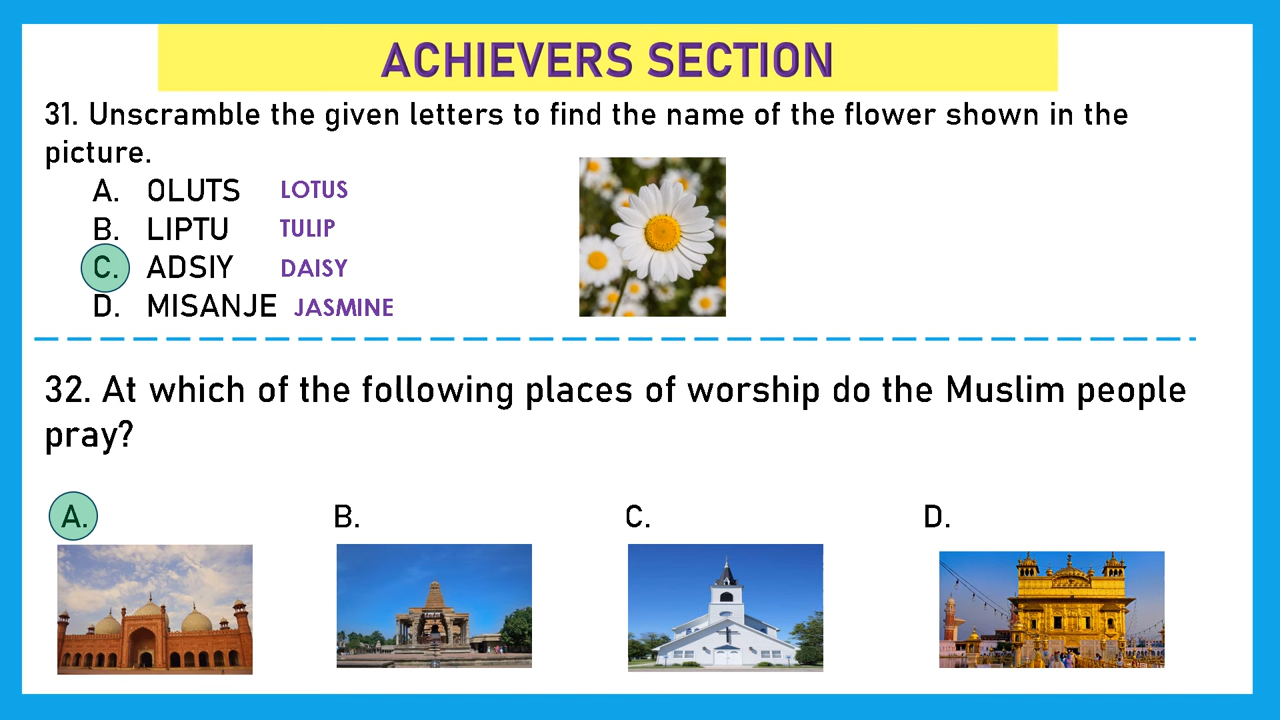 ACHIEVERS SECTION
31. Unscramble the given letters to find the name of the flower shown in the
picture.
A. OLUTS LOTUS
B. LIPTU TULIP
C. ADSIY DAISY
D. MISANJE JASMINE
32. At which of the following places of worship do the Muslim people
pray?
A. B. C. D.